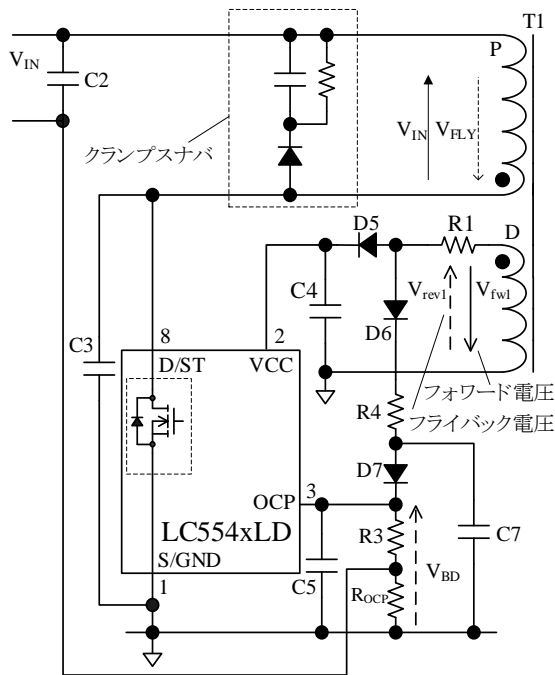 T1
P
V_IN
C2
V_IN
V_FLY
クランプスナバ
D5
R1
D
C4
V_rev1
V_fw1
D6
C3
8
2
D/ST
VCC
フォワード電圧
フライバック電圧
R4
D7
OCP
3
LC554xLD
R3
C7
S/GND
C5
V_BD
R_OCP
1